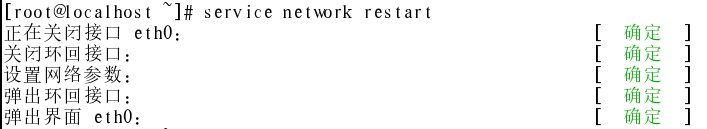 [root@localhost ~]# service network restart
正在关闭接口 eth0: [ 确定 ]
关闭环回接口: [ 确定 ]
设置网络参数: [ 确定 ]
弹出环回接口: [ 确定 ]
弹出界面 eth0: [ 确定 ]